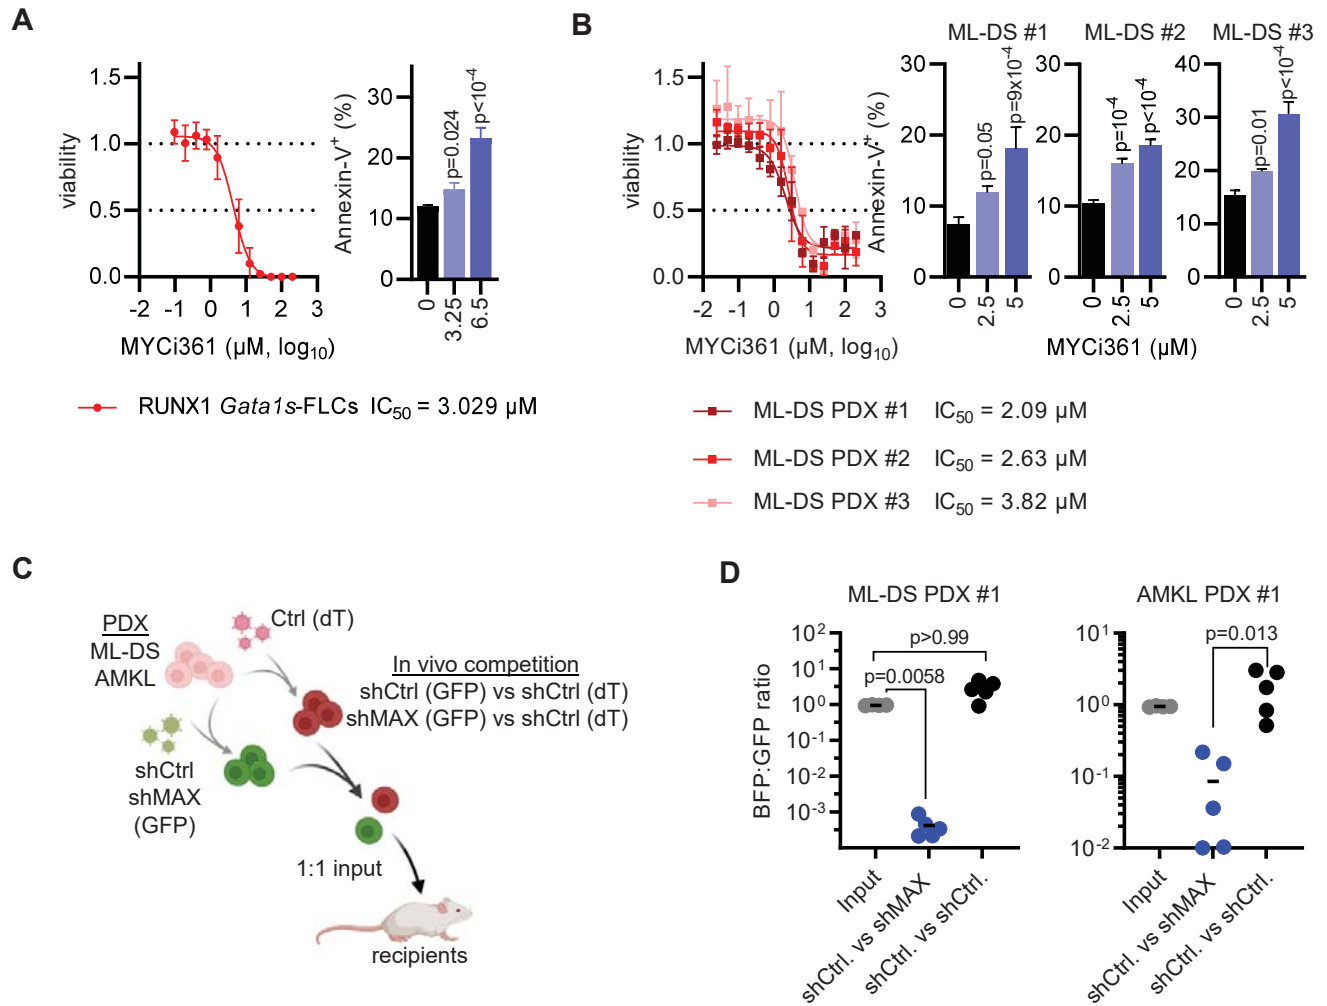 A
1.5
1.0
0.5
0.0
viability
-2 -1 0 1 2 3
MYCi361 (µM, log10)
30
20
10
0
Annexin-V+ (%)
p=0.024
p<10-4
0
3.25
6.5
RUNX1 Gata1s-FLCs IC50 = 3.029 µM
B
1.5
1.0
0.5
0.0
viability
-2 -1 0 1 2 3
MYCi361 (µM, log10)
Annexin-V+ (%)
ML-DS #1
30
20
10
0
p=0.05
p=9x10-4
0
2.5
5
ML-DS #2
30
20
10
0
p=10-4
p<10-4
0
2.5
5
ML-DS #3
40
30
20
10
0
p=0.01
p<10-4
0
2.5
5
MYCi361 (µM)
ML-DS PDX #1 IC50 = 2.09 µM
ML-DS PDX #2 IC50 = 2.63 µM
ML-DS PDX #3 IC50 = 3.82 µM
C
PDX
ML-DS
AMKL
Ctrl (dT)
In vivo competition
shCtrl (GFP) vs shCtrl (dT)
shMAX (GFP) vs shCtrl (dT)
shCtrl
shMAX
(GFP)
1:1 input
recipients
D
ML-DS PDX #1
BFP:GFP ratio
10^2
10^1
10^0
10^-1
10^-2
10^-3
p>0.99
p=0.0058
Input
shCtrl. vs shMAX
shCtrl. vs shCtrl.
AMKL PDX #1
10^1
10^0
10^-1
10^-2
p=0.013
Input
shCtrl. vs shMAX
shCtrl. vs shCtrl.